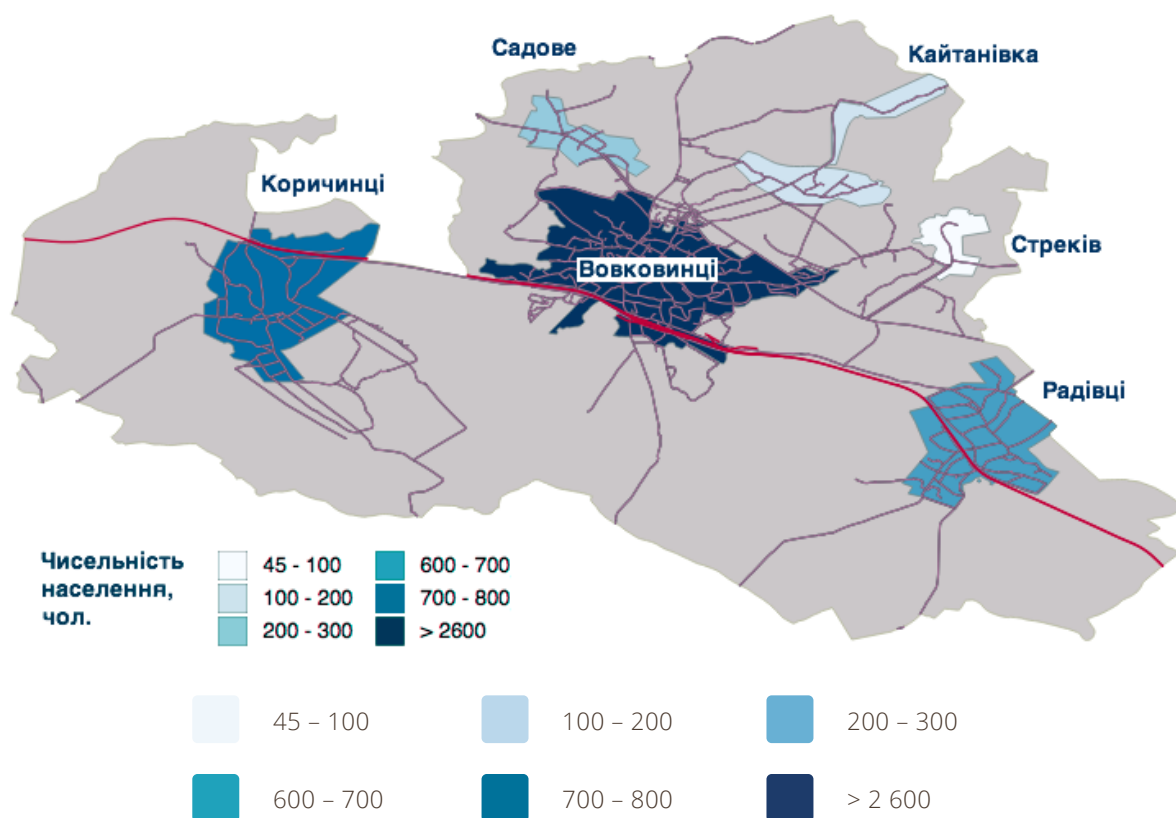 Садове
Кайтанівка
Коричинці
Стреків
Вовковинці
Радівці
Чисельність
населення,
чол.
45 - 100
600 - 700
100 - 200
700 - 800
200 - 300
> 2600
45 – 100
100 – 200
200 – 300
600 – 700
700 – 800
> 2 600